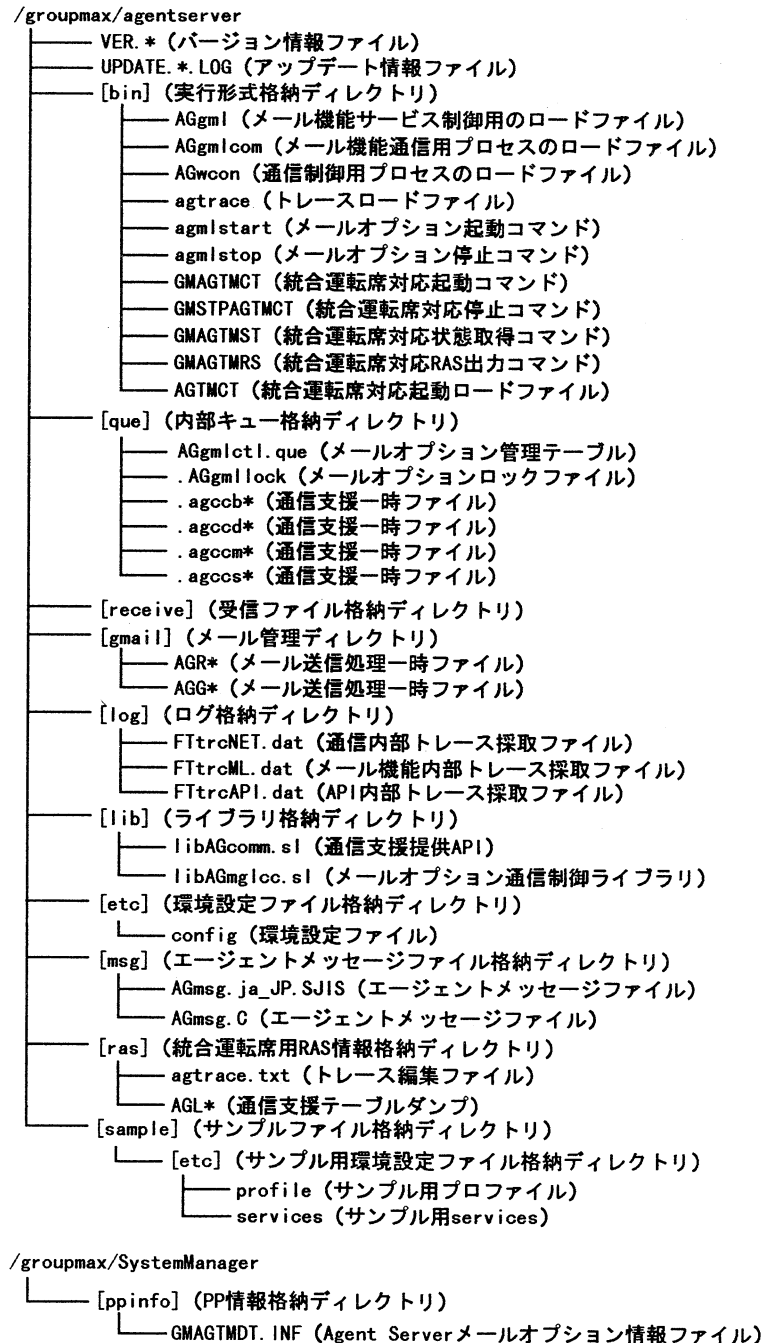 /groupmax/agentserver
VER.*（バージョン情報ファイル）
UPDATE.*.LOG（アップデート情報ファイル）
[bin]（実行形式格納ディレクトリ）
AGgml（メール機能サービス制御用のロードファイル）
AGgmlcom（メール機能通信用プロセスのロードファイル）
AGwcon（通信制御用プロセスのロードファイル）
agtrace（トレースロードファイル）
agmlstart（メールオプション起動コマンド）
agmlstop（メールオプション停止コマンド）
GMAGTMCT（統合運転席対応起動コマンド）
GMSTPAGTMCT（統合運転席対応停止コマンド）
GMAGTMST（統合運転席対応状態取得コマンド）
GMAGTMRS（統合運転席対応RAS出力コマンド）
AGTMCT（統合運転席対応起動ロードファイル）
[que]（内部キュー格納ディレクトリ）
AGgmlctl.que（メールオプション管理テーブル）
.AGgmllock（メールオプションロックファイル）
.agccb*（通信支援一時ファイル）
.agccd*（通信支援一時ファイル）
.agccm*（通信支援一時ファイル）
.agccs*（通信支援一時ファイル）
[receive]（受信ファイル格納ディレクトリ）
[gmail]（メール管理ディレクトリ）
AGR*（メール送信処理一時ファイル）
AGG*（メール送信処理一時ファイル）
[log]（ログ格納ディレクトリ）
FTtrcNET.dat（通信内部トレース採取ファイル）
FTtrcML.dat（メール機能内部トレース採取ファイル）
FTtrcAPI.dat（API内部トレース採取ファイル）
[lib]（ライブラリ格納ディレクトリ）
libAGcomm.sl（通信支援提供API）
libAGmglcc.sl（メールオプション通信制御ライブラリ）
[etc]（環境設定ファイル格納ディレクトリ）
config（環境設定ファイル）
[msg]（エージェントメッセージファイル格納ディレクトリ）
AGmsg.ja_JP.SJIS（エージェントメッセージファイル）
AGmsg.C（エージェントメッセージファイル）
[ras]（統合運転席用RAS情報格納ディレクトリ）
agtrace.txt（トレース編集ファイル）
AGL*（通信支援テーブルダンプ）
[sample]（サンプルファイル格納ディレクトリ）
[etc]（サンプル用環境設定ファイル格納ディレクトリ）
profile（サンプル用プロファイル）
services（サンプル用services）
/groupmax/SystemManager
[ppinfo]（PP情報格納ディレクトリ）
GMAGTMDT.INF（Agent Serverメールオプション情報ファイル）